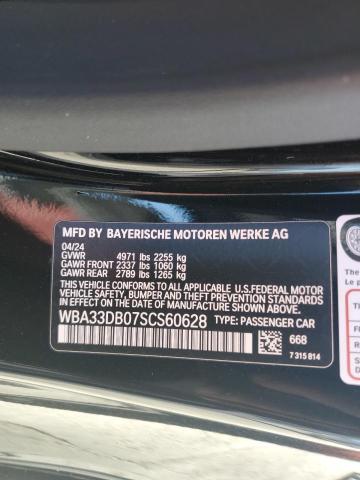 MFD BY BAYERISCHE MOTOREN WERKE AG
04/24
GVWR 4971 lbs 2255 kg
GAWR FRONT 2337 lbs 1060 kg
GAWR REAR 2789 lbs 1265 kg
THIS VEHICLE CONFORMS TO ALL APPLICABLE U.S.FEDERAL MOTOR
VEHICLE SAFETY, BUMPER, AND THEFT PREVENTION STANDARDS IN
EFFECT ON THE DATE OF MANUFACTURE SHOWN ABOVE.
WBA33DB07SCS60628 TYPE: PASSENGER CAR
668
7 315 814